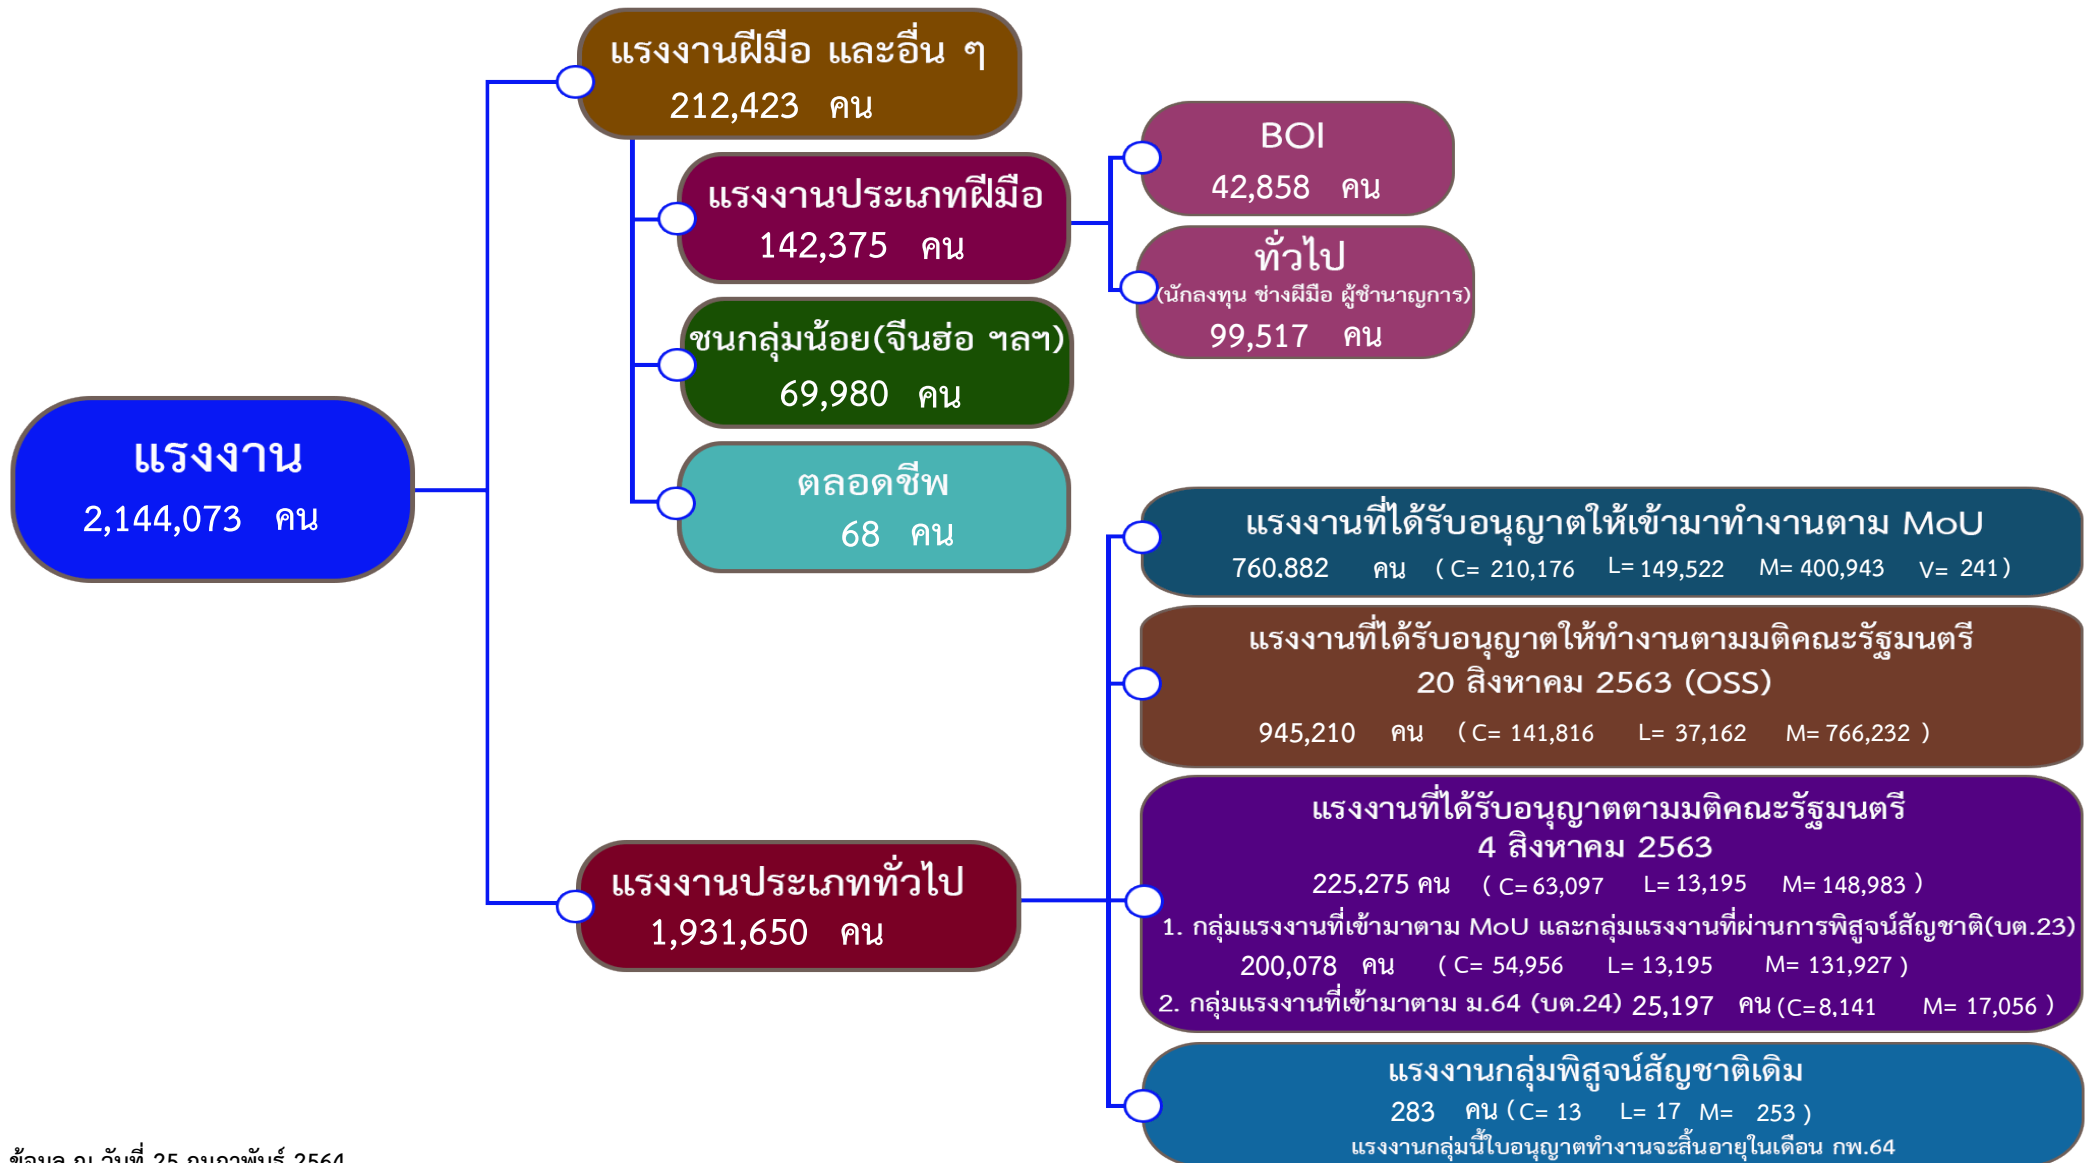 แรงงานฝีมือ และอื่น ๆ
212,423 คน
แรงงานประเภทฝีมือ
142,375 คน
BOI
42,858 คน
ทั่วไป
(นักลงทุน ช่างฝีมือ ผู้ชำนาญการ)
99,517 คน
ชนกลุ่มน้อย(จีนฮ่อ ฯลฯ)
69,980 คน
ตลอดชีพ
68 คน
แรงงาน
2,144,073 คน
แรงงานประเภททั่วไป
1,931,650 คน
แรงงานที่ได้รับอนุญาตให้เข้ามาทำงานตาม MoU
760,882 คน ( C= 210,176 L= 149,522 M= 400,943 V= 241 )
แรงงานที่ได้รับอนุญาตให้ทำงานตามมติคณะรัฐมนตรี
20 สิงหาคม 2563 (OSS)
945,210 คน ( C= 141,816 L= 37,162 M= 766,232 )
แรงงานที่ได้รับอนุญาตตามมติคณะรัฐมนตรี
4 สิงหาคม 2563
225,275 คน ( C= 63,097 L= 13,195 M= 148,983 )
1. กลุ่มแรงงานที่เข้ามาตาม MoU และกลุ่มแรงงานที่ผ่านการพิสูจน์สัญชาติ(บต.23)
200,078 คน ( C= 54,956 L= 13,195 M= 131,927 )
2. กลุ่มแรงงานที่เข้ามาตาม ม.64 (บต.24) 25,197 คน (C= 8,141 M= 17,056 )
แรงงานกลุ่มพิสูจน์สัญชาติเดิม
283 คน ( C= 13 L= 17 M= 253 )
แรงงานกลุ่มนี้ใบอนุญาตทำงานจะสิ้นอายุในเดือน กพ.64
ข้อมูล ณ วันที่ 25 กุมภาพันธ์ 2564